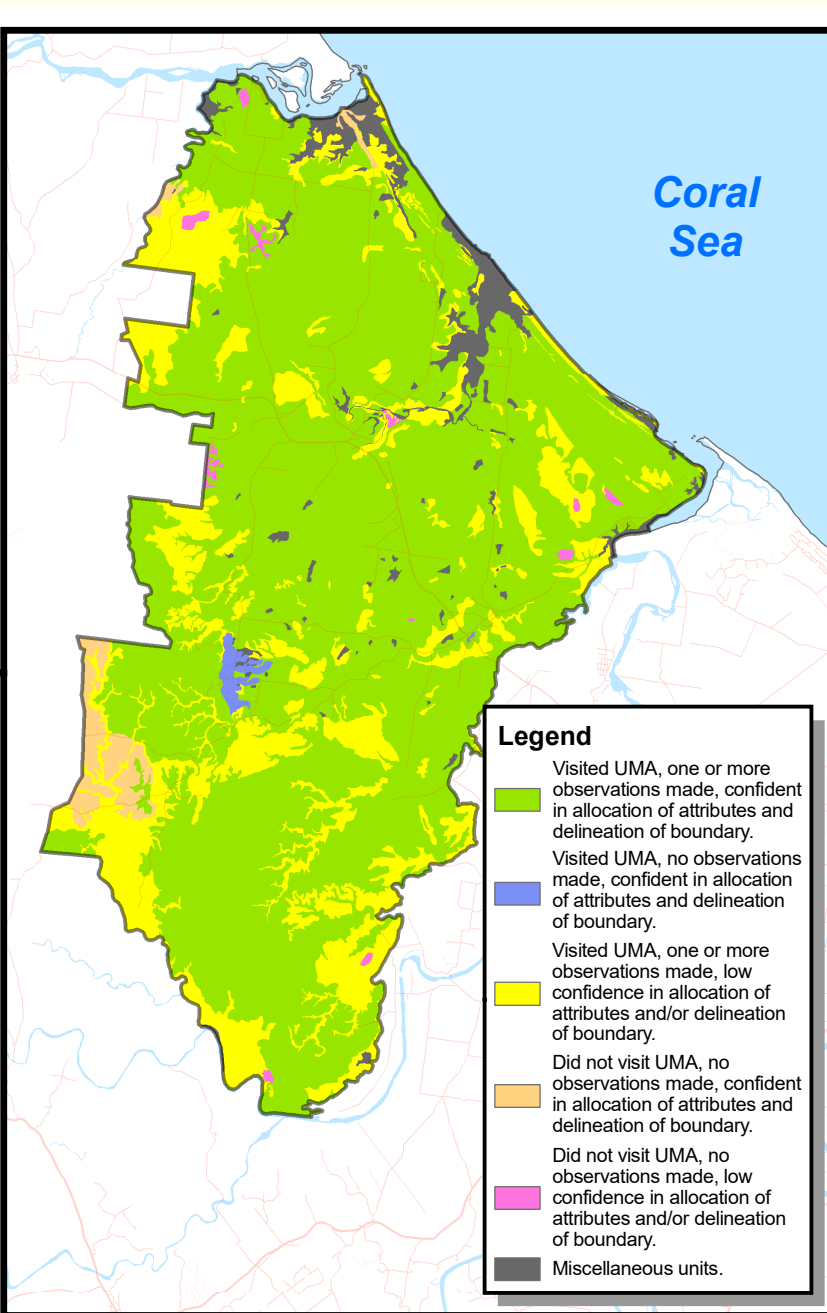 Coral
Sea
Legend
Visited UMA, one or more
observations made, confident
in allocation of attributes and
delineation of boundary.
Visited UMA, no observations
made, confident in allocation
of attributes and delineation
of boundary.
Visited UMA, one or more
observations made, low
confidence in allocation of
attributes and/or delineation
of boundary.
Did not visit UMA, no
observations made, confident
in allocation of attributes and
delineation of boundary.
Did not visit UMA, no
observations made, low
confidence in allocation of
attributes and/or delineation
of boundary.
Miscellaneous units.